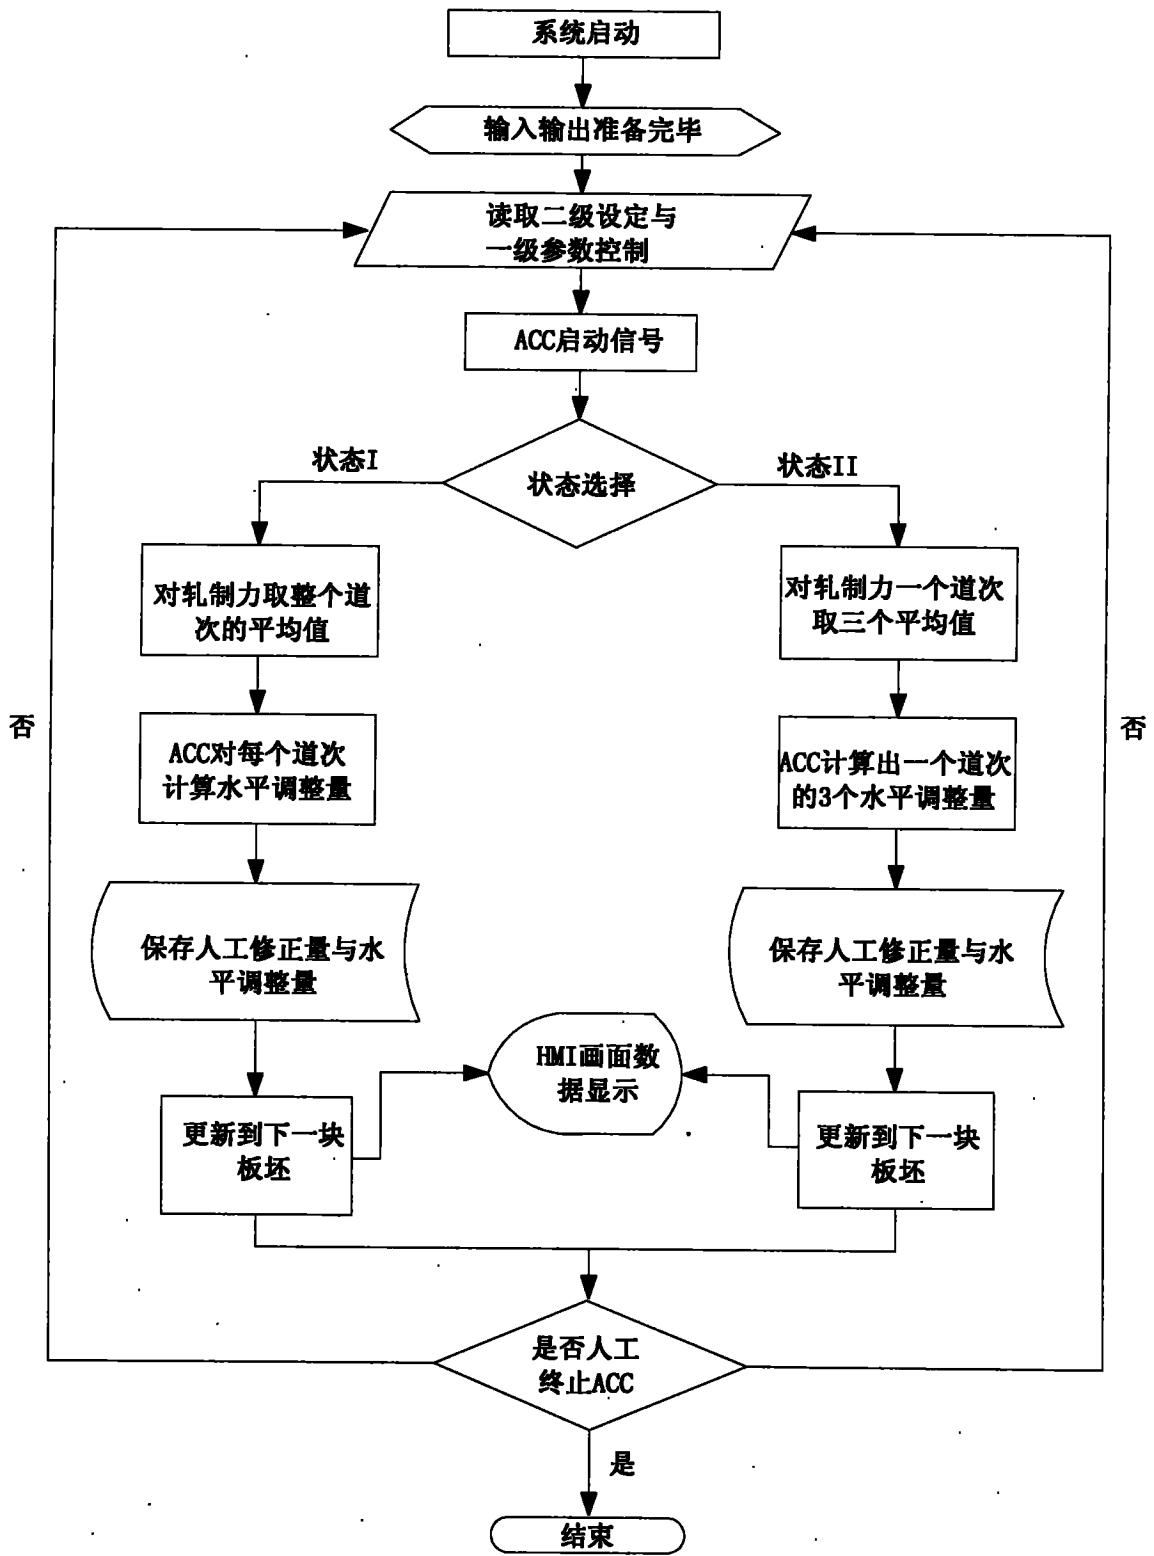 系统启动
输入输出准备完毕
读取二级设定与
一级参数控制
ACC启动信号
状态I
状态II
状态选择
对轧制力取整个道
次的平均值
对轧制力一个道次
取三个平均值
否
否
ACC对每个道次
计算水平调整量
ACC计算出一个道次
的3个水平调整量
保存人工修正量与水
平调整量
保存人工修正量与水
平调整量
HMI画面数
据显示
更新到下一块
板坯
更新到下一块
板坯
是否人工
终止ACC
是
结束